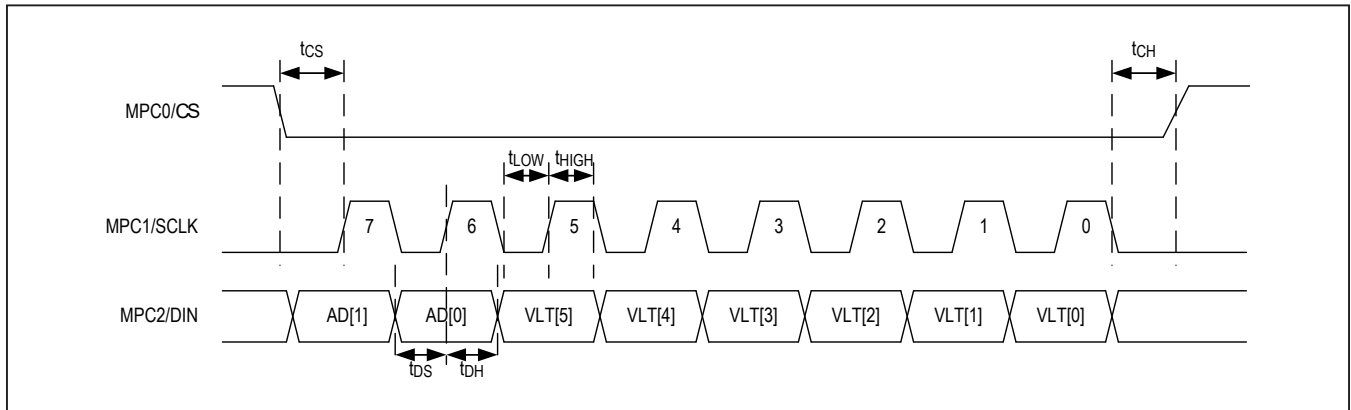 tCS tCH
MPC0/CS
tLOW tHIGH
MPC1/SCLK 7 6 5 4 3 2 1 0
MPC2/DIN AD[1] AD[0] VLT[5] VLT[4] VLT[3] VLT[2] VLT[1] VLT[0]
tDS tDH